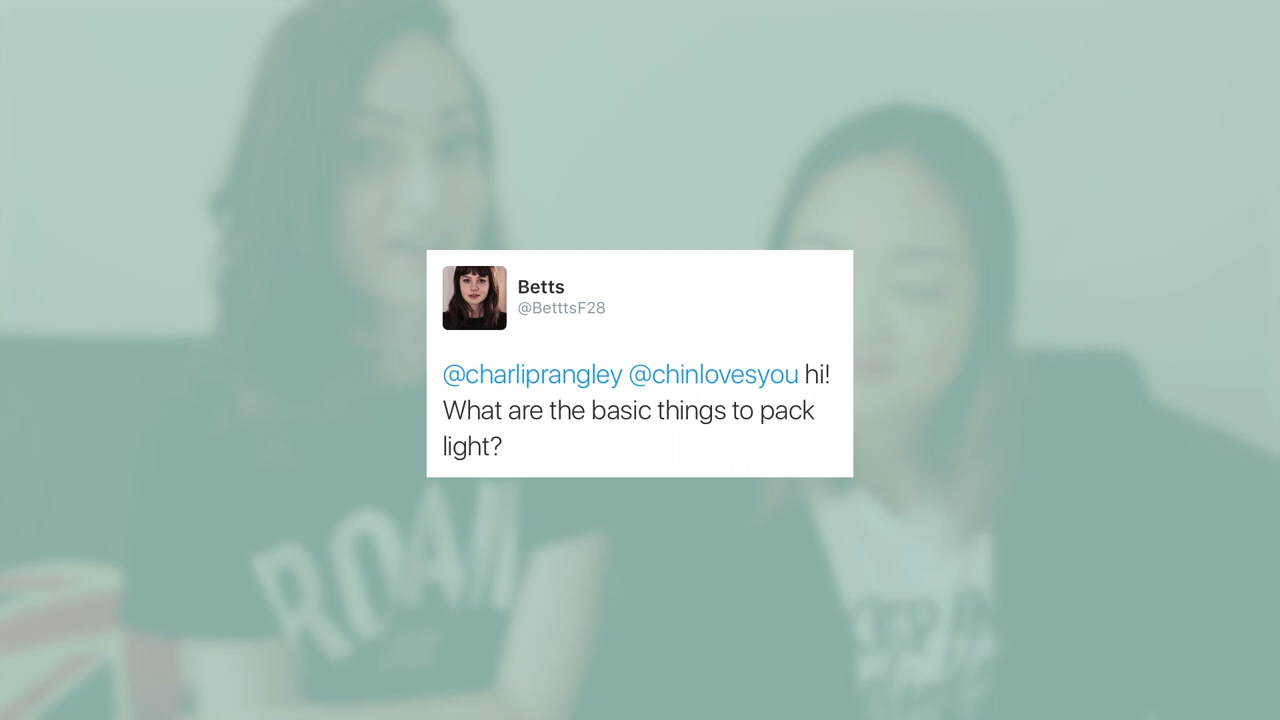 Betts
@BetttsF28
@charliprangley @chinlovesyou hi!
What are the basic things to pack
light?
ROAM